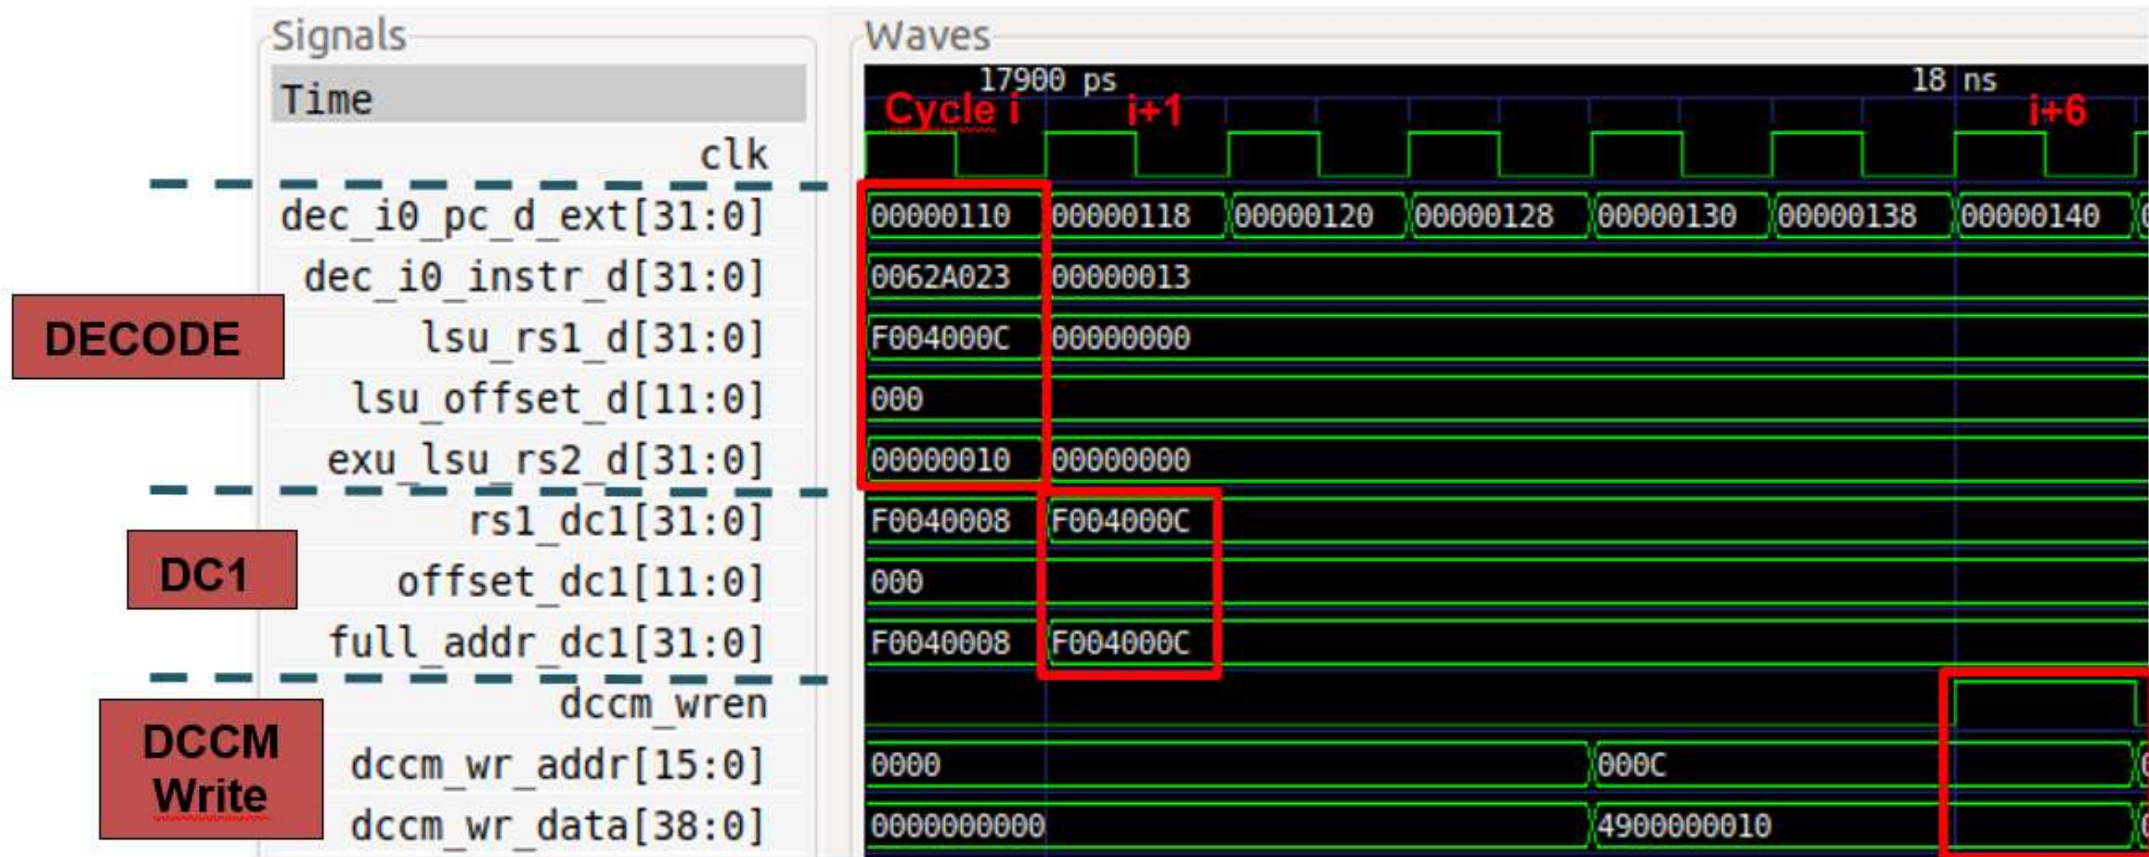 Signals
Waves
Time
17900 ps
18 ns
Cycle i
i+1
i+6
clk
DECODE
dec_i0_pc_d_ext[31:0]
00000110
00000118
00000120
00000128
00000130
00000138
00000140
dec_i0_instr_d[31:0]
0062A023
00000013
lsu_rs1_d[31:0]
F004000C
00000000
lsu_offset_d[11:0]
000
exu_lsu_rs2_d[31:0]
00000010
00000000
DC1
rs1_dc1[31:0]
F0040008
F004000C
offset_dc1[11:0]
000
full_addr_dc1[31:0]
F0040008
F004000C
DCCM
Write
dccm_wren
dccm_wr_addr[15:0]
0000
000C
dccm_wr_data[38:0]
0000000000
4900000010